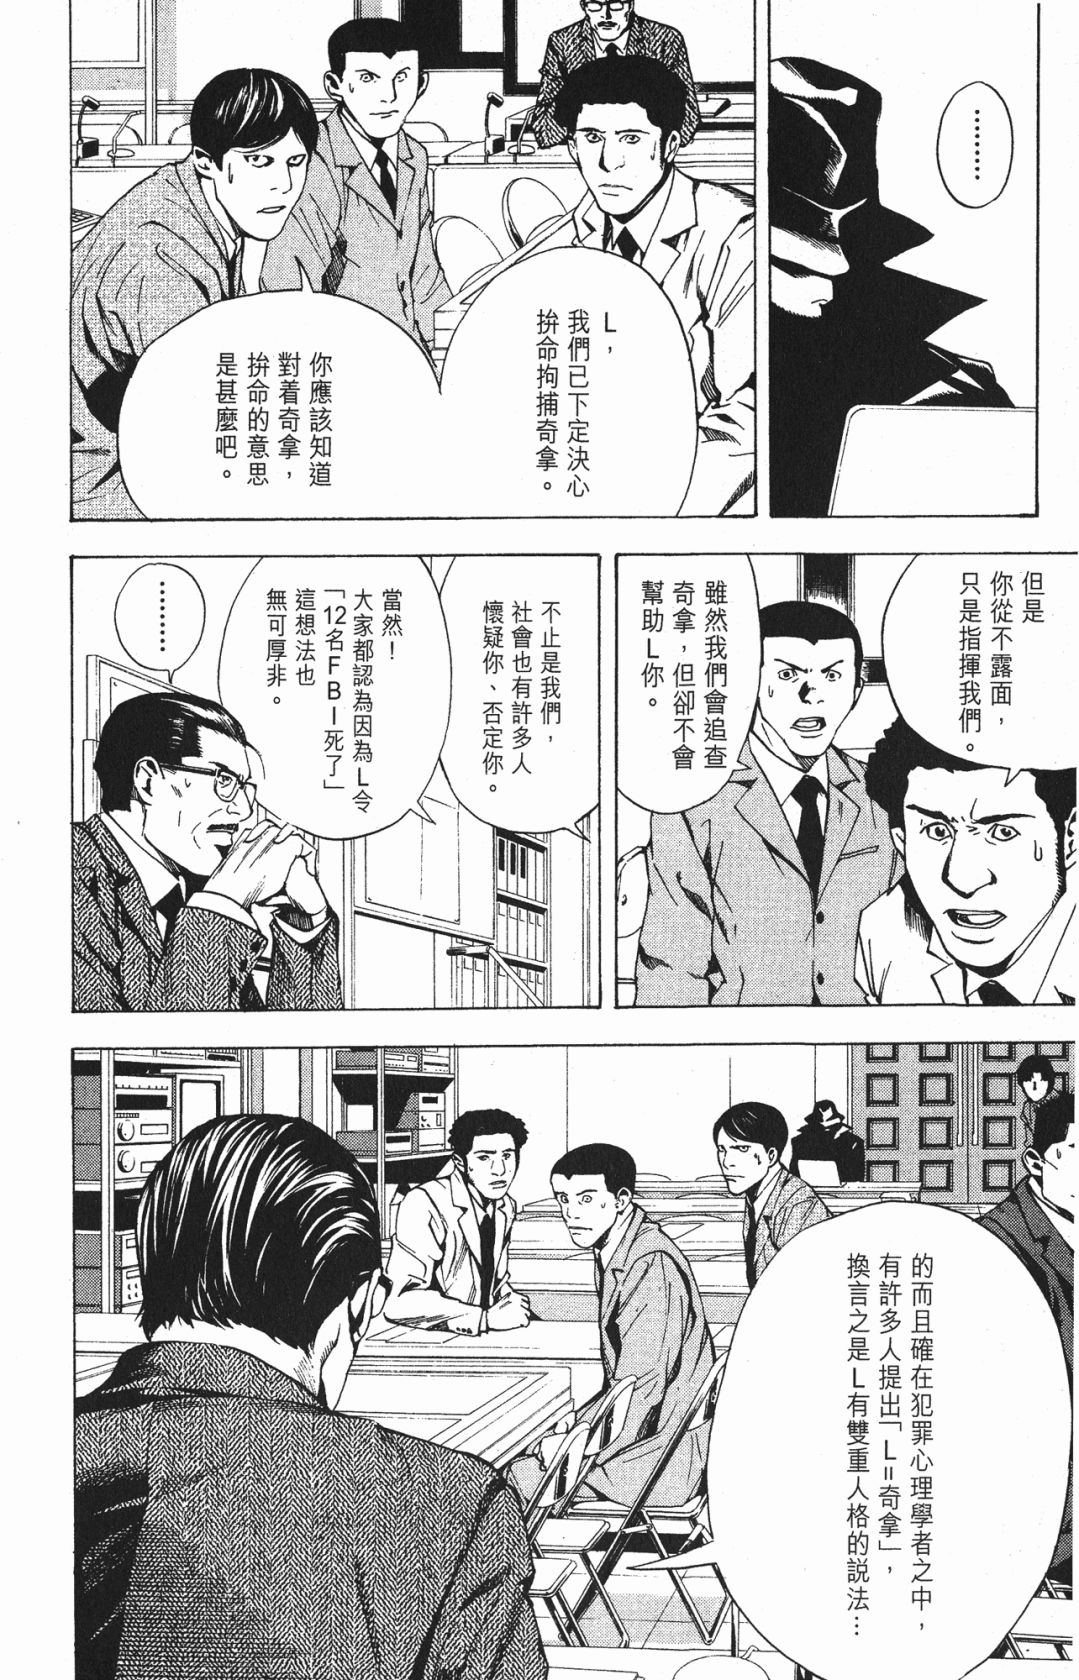 ………
L，
我們已下定決心
拚命拘捕奇拿。
你應該知道
對着奇拿，
拚命的意思
是甚麼吧。
但是
你從不露面，
只是指揮我們。
雖然我們會追查
奇拿，但卻不會
幫助L你。
不止是我們，
社會也有許多人
懷疑你、否定你。
當然！
大家都認為因為L令
「12名FBI死了」
這想法也
無可厚非。
………
的而且確在犯罪心理學者之中，
有許多人提出「L=奇拿」，
換言之是L有雙重人格的説法…